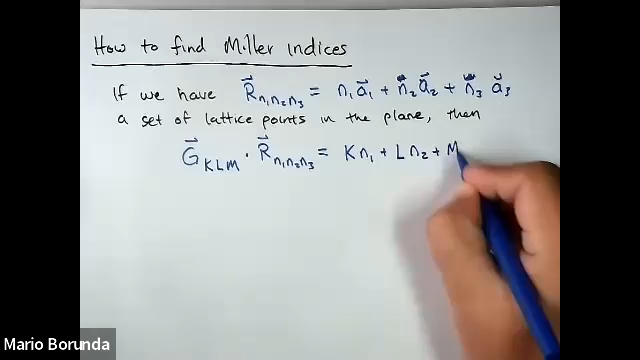 How to find Miller Indices
If we have R⃗n₁n₂n₃ = n₁a⃗₁ + n₂a⃗₂ + n₃a⃗₃
a set of lattice points in the plane, then
G⃗KLM · R⃗n₁n₂n₃ = Kn₁ + Ln₂ + M
Mario Borunda